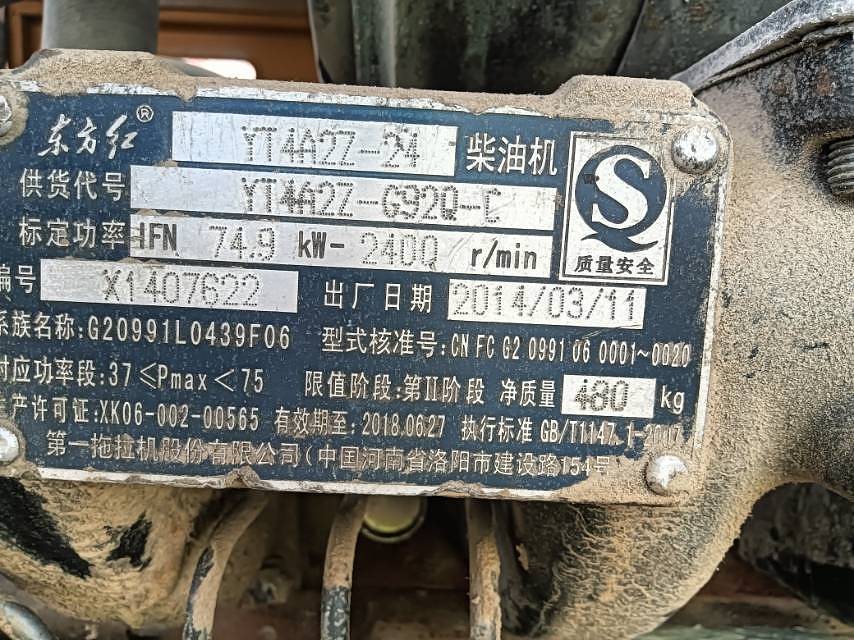 东方红® YT4A2Z-24 柴油机
供货代号 YT4A2Z-G92Q-C
标定功率 IFN 74.9 kW- 2400 r/min
质量安全
编号 X1407622 出厂日期 2014/03/11
系族名称:G20991L0439F06 型式核准号:CN FC G2 0991 06 0001~0020
对应功率段:37≤Pmax<75 限值阶段:第II阶段 净质量 480 kg
产许可证:XK06-002-00565 有效期至:2018.06.27 执行标准 GB/T1147.1-2007
第一拖拉机股份有限公司(中国河南省洛阳市建设路154号